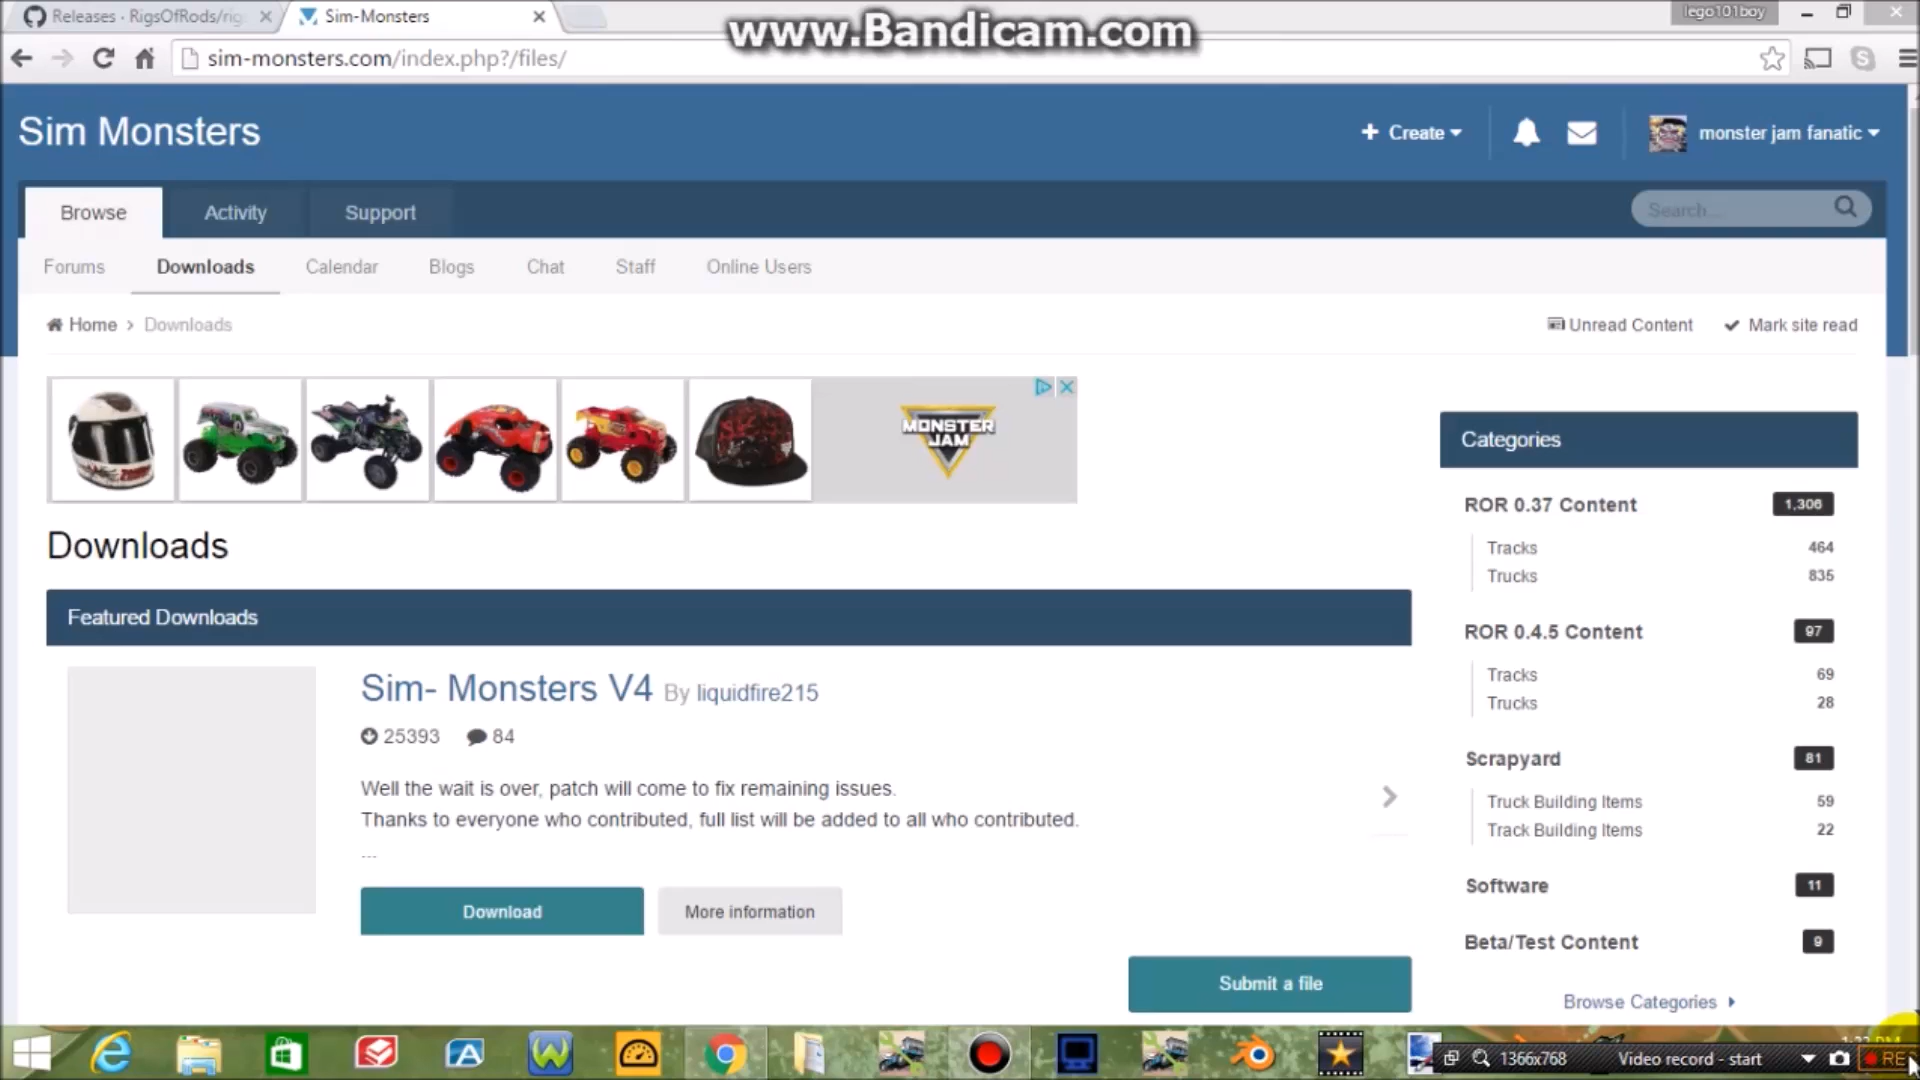 Releases · RigsOfRods/rig
Sim-Monsters
www.Bandicam.com
lego101boy
sim-monsters.com/index.php?/files/
Sim Monsters
Create
monster jam fanatic
Browse
Activity
Support
Search...
Forums
Downloads
Calendar
Blogs
Chat
Staff
Online Users
Home > Downloads
Unread Content
Mark site read
MONSTER JAM
Categories
ROR 0.37 Content 1,306
Tracks 464
Trucks 835
ROR 0.4.5 Content 97
Tracks 69
Trucks 28
Scrapyard 81
Truck Building Items 59
Track Building Items 22
Software 11
Beta/Test Content 9
Browse Categories
Downloads
Featured Downloads
Sim- Monsters V4 By liquidfire215
25393 84
Well the wait is over, patch will come to fix remaining issues.
Thanks to everyone who contributed, full list will be added to all who contributed.
...
Download
More information
Submit a file
1366x768
Video record - start
REC